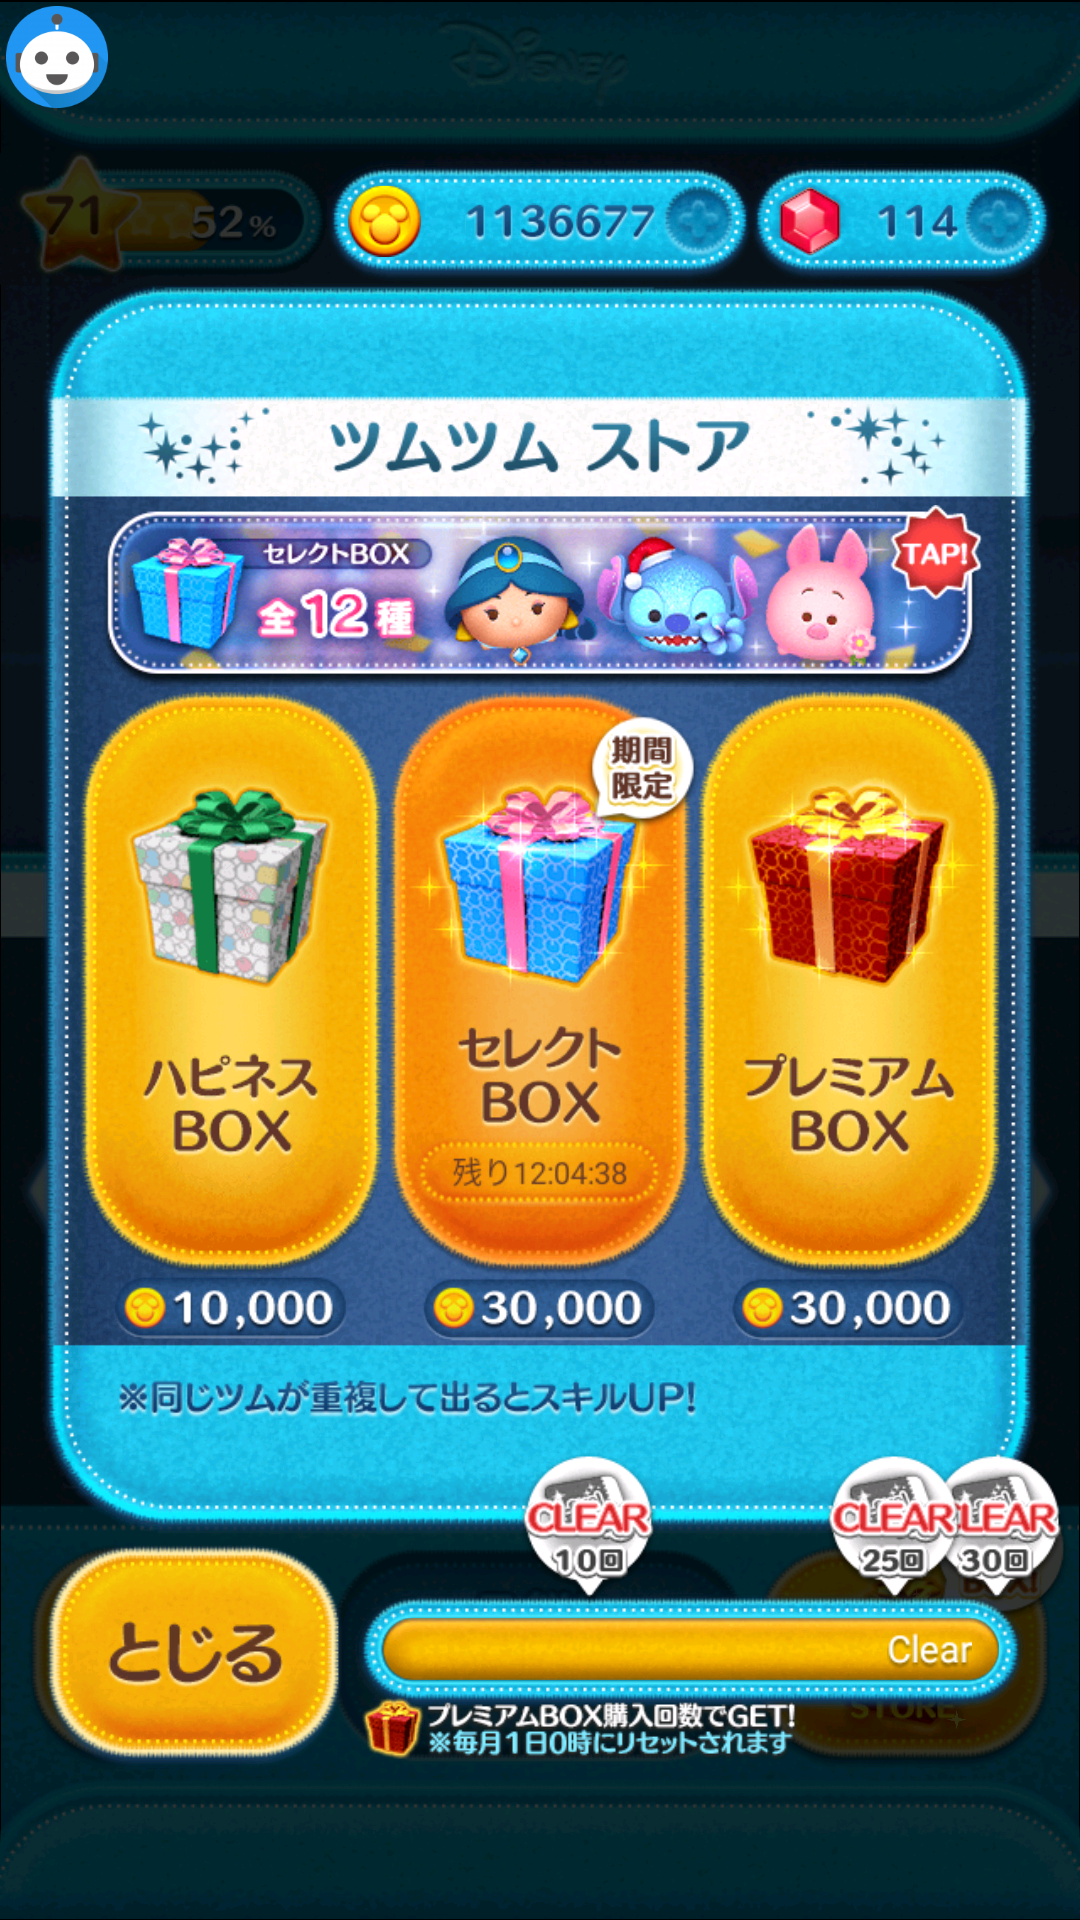 Disney
71
52%
1136677
114
ツムツム ストア
セレクトBOX
全12種
TAP!
期間
限定
ハピネス
BOX
セレクト
BOX
残り12:04:38
プレミアム
BOX
10,000
30,000
30,000
※同じツムが重複して出るとスキルUP!
CLEAR
10回
CLEAR
25回
CLEAR
30回
BOX!
とじる
Clear
STORE
プレミアムBOX購入回数でGET!
※毎月1日0時にリセットされます